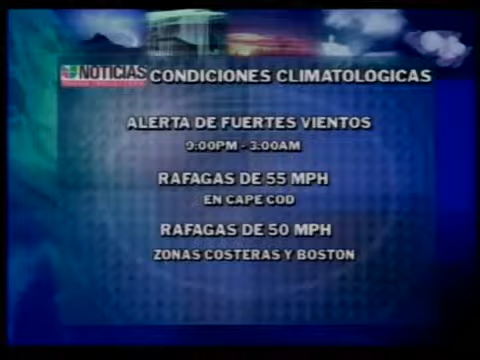 NOTICIAS CONDICIONES CLIMATOLOGICAS
ALERTA DE FUERTES VIENTOS
9:00PM - 3:00AM
RAFAGAS DE 55 MPH
EN CAPE COD
RAFAGAS DE 50 MPH
ZONAS COSTERAS Y BOSTON